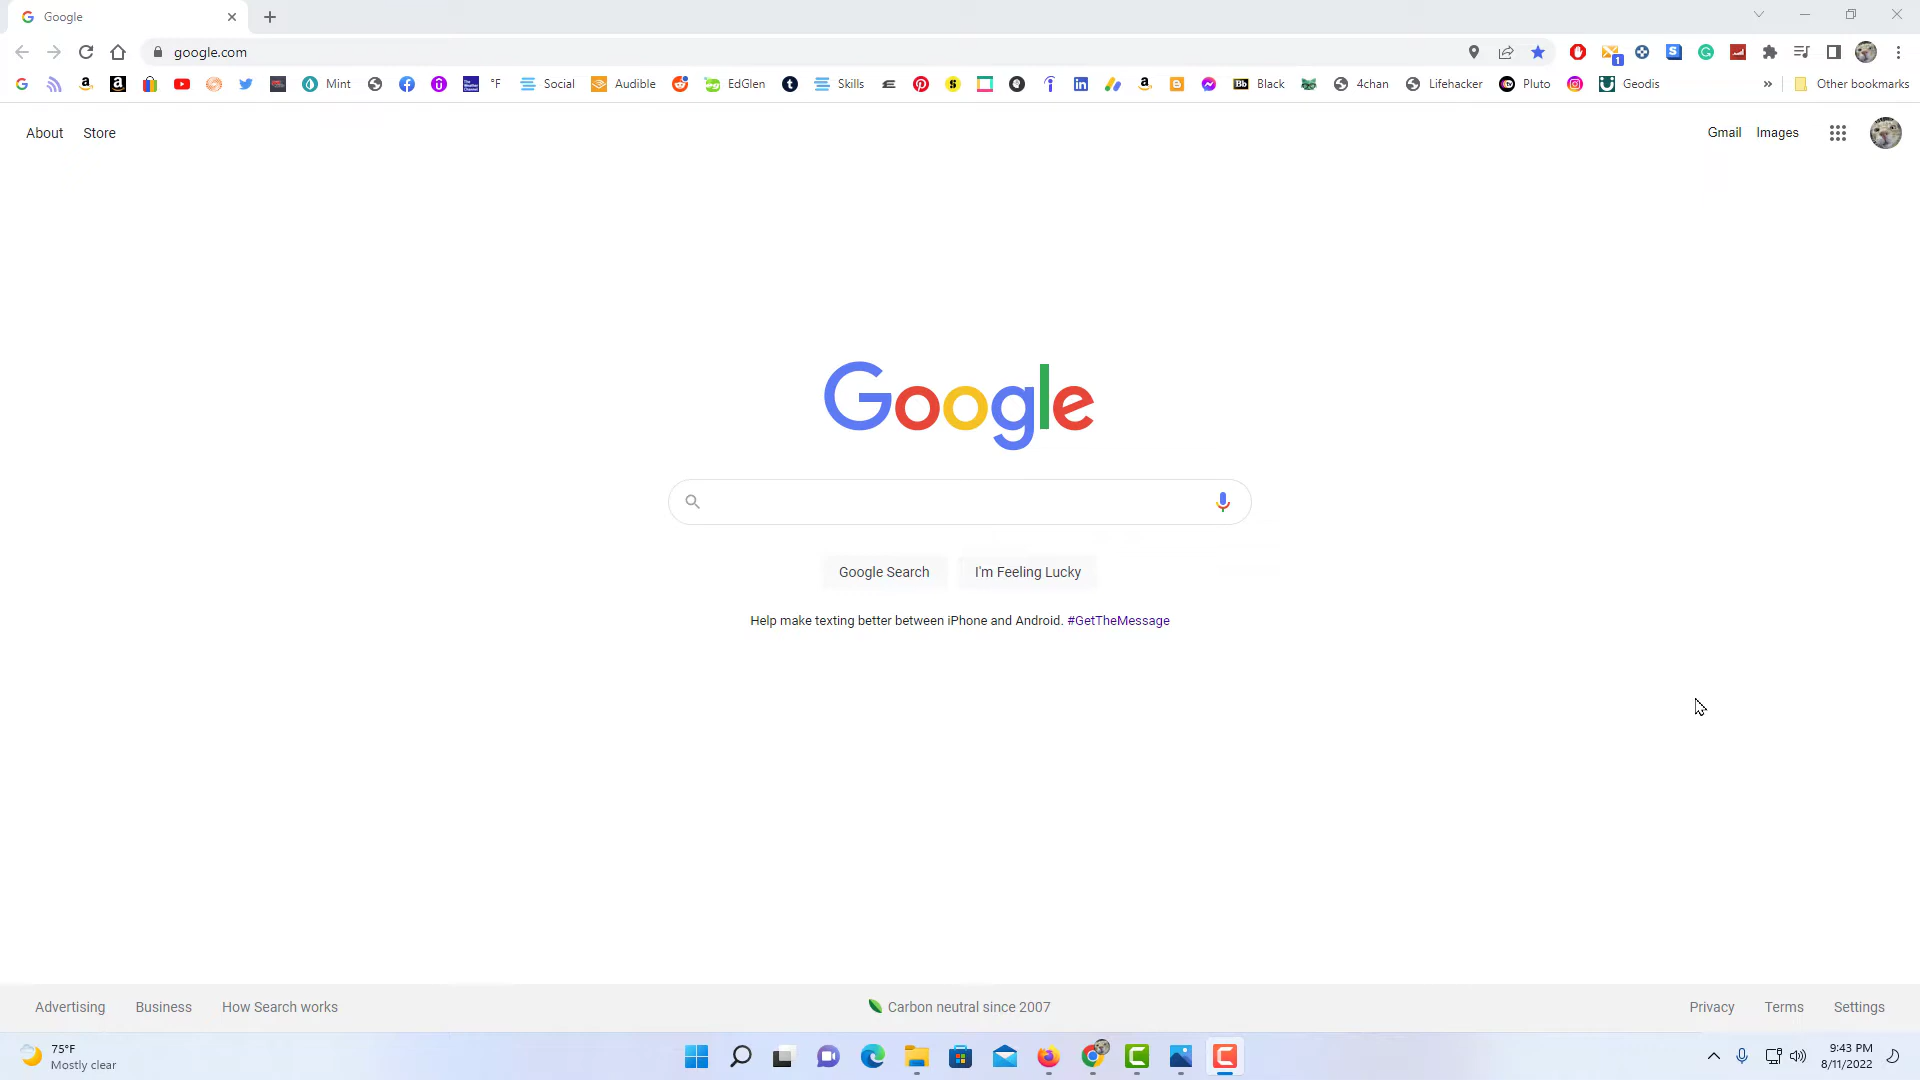 Google
google.com
1
Mint °F Social Audible EdGlen Skills Bb Black 4chan Lifehacker Pluto Geodis » Other bookmarks
About Store
Gmail Images
Google
Google Search I'm Feeling Lucky
Help make texting better between iPhone and Android. #GetTheMessage
Advertising Business How Search works
Carbon neutral since 2007
Privacy Terms Settings
75°F
Mostly clear
9:43 PM
8/11/2022